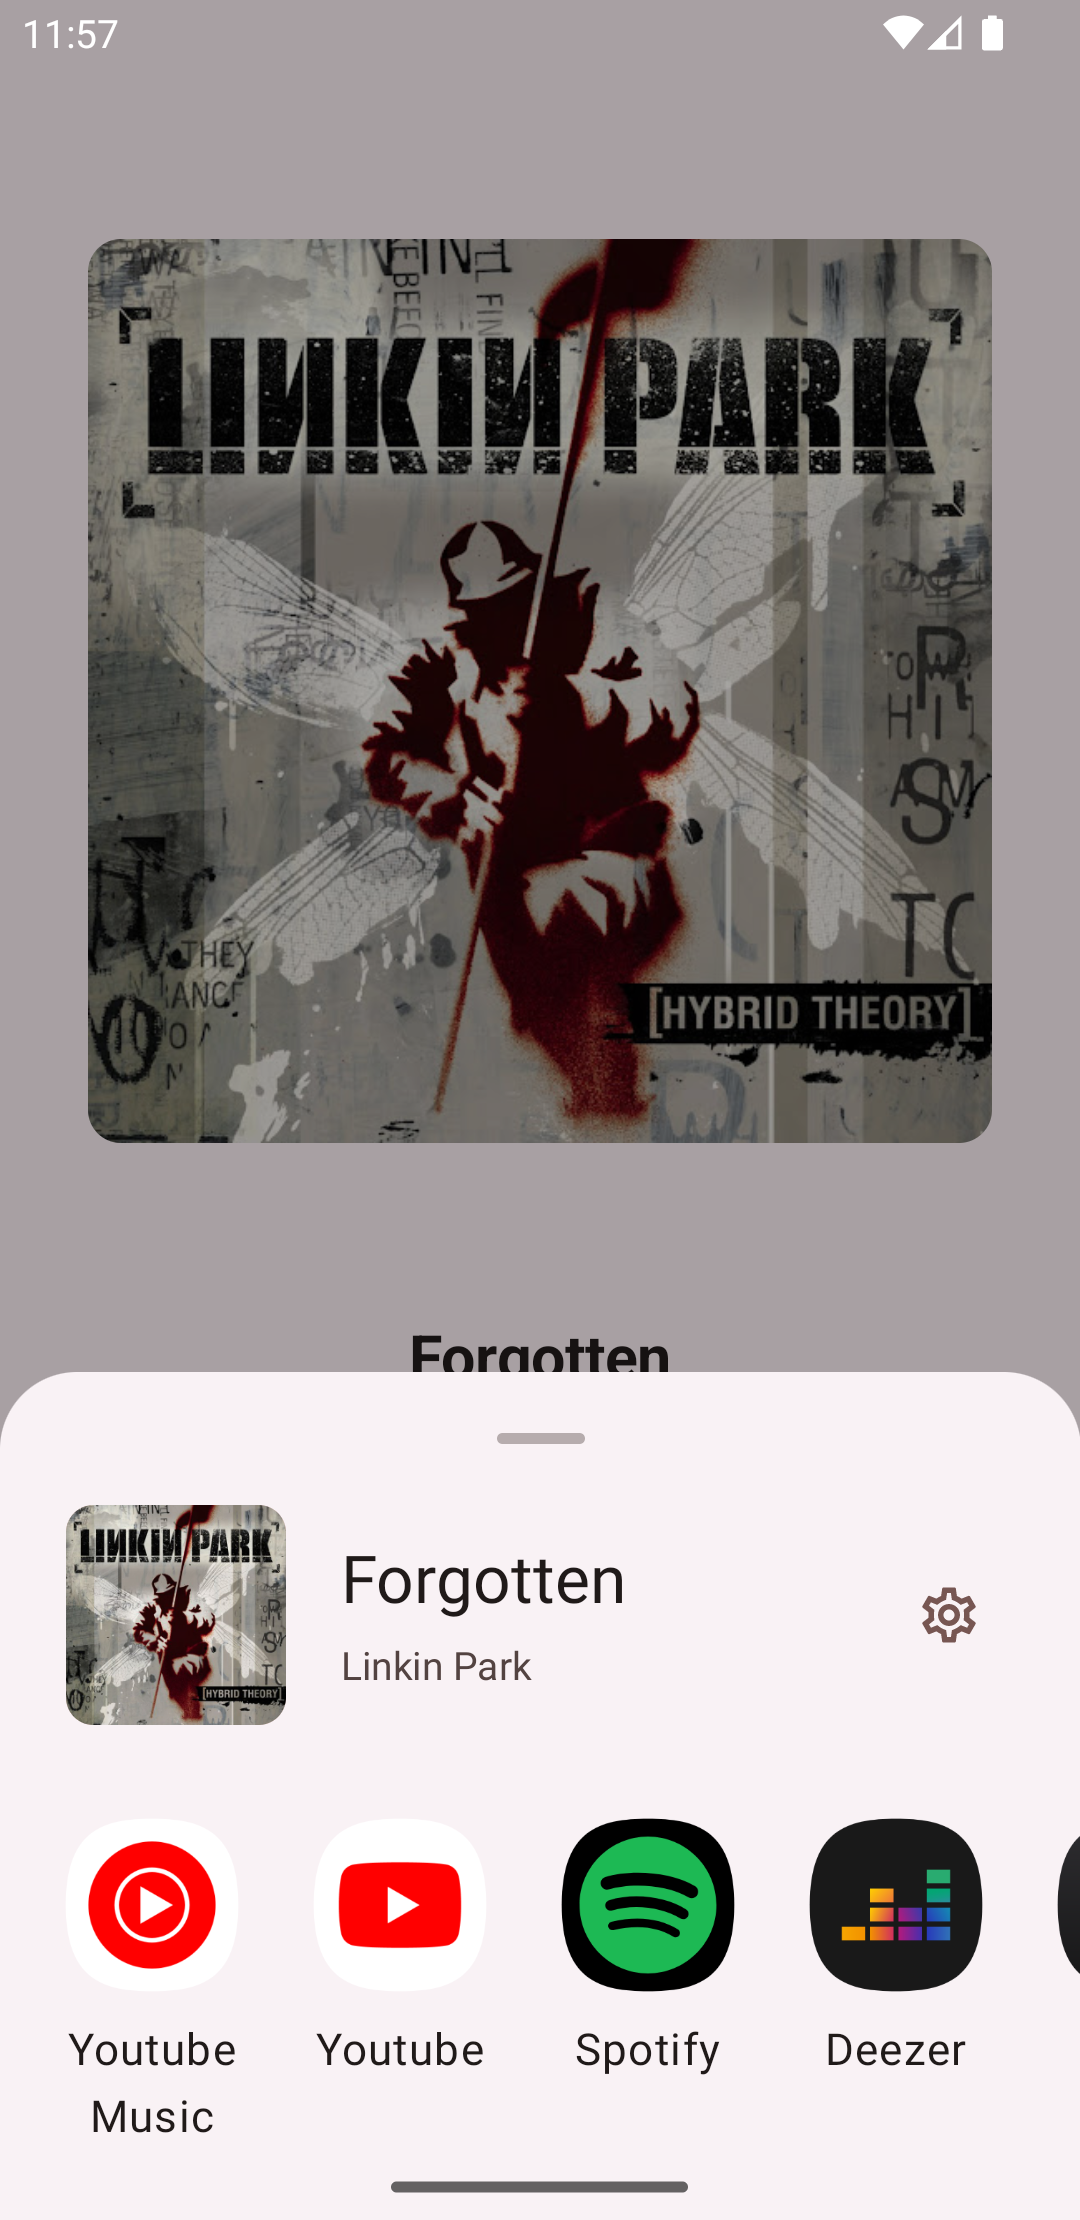 11:57
LINKIN PARK
THEY
[HYBRID THEORY]
Forgotten
LINKIN PARK
[HYBRID THEORY]
Forgotten
Linkin Park
Youtube Music
Youtube
Spotify
Deezer